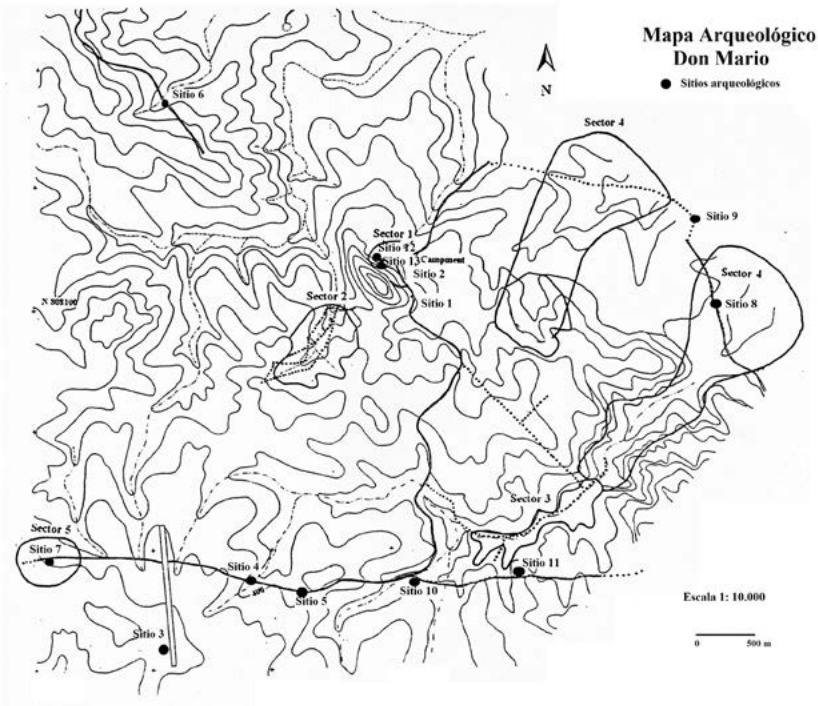 Mapa Arqueológico
Don Mario
Sitios arqueológicos
N
Sitio 6
Sector 4
Sitio 9
Sector 1
Sitio 12
Sitio 13
Sitio 2
Sector 4
Sector 2
Sitio 1
Sitio 8
Sector 3
Sector 5
Sitio 7
Sitio 4
Sitio 5
Sitio 10
Sitio 11
Escala 1: 10.000
Sitio 3
0 500 m